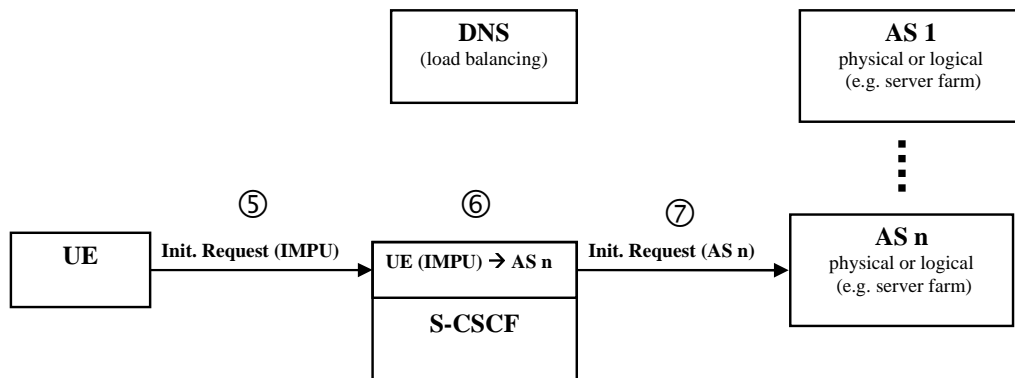 DNS
(load balancing)
AS 1
physical or logical
(e.g. server farm)
⑤
⑥
⑦
UE
Init. Request (IMPU)
UE (IMPU) → AS n
Init. Request (AS n)
AS n
physical or logical
(e.g. server farm)
S-CSCF